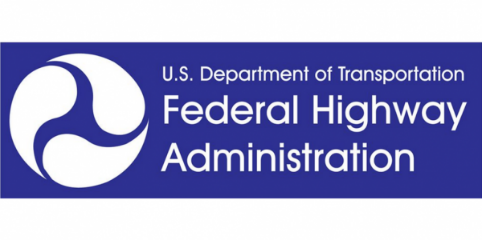 U.S. Department of Transportation
Federal Highway
Administration